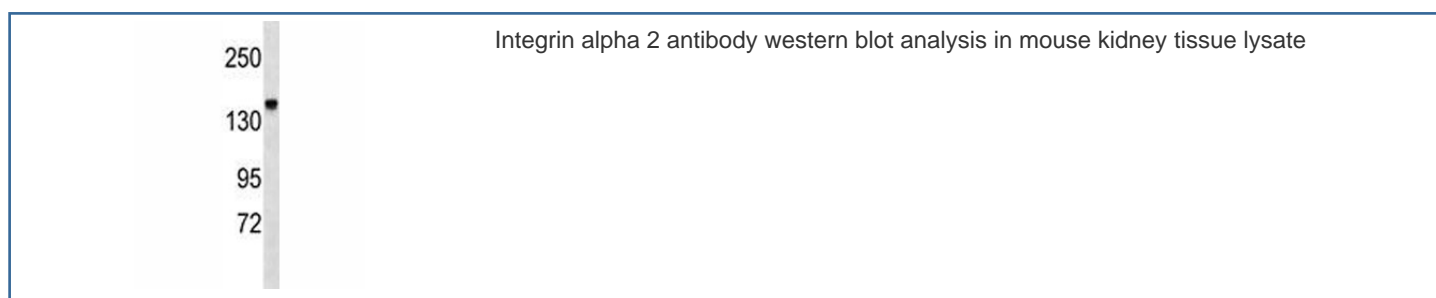 Integrin alpha 2 antibody western blot analysis in mouse kidney tissue lysate
250
130
95
72